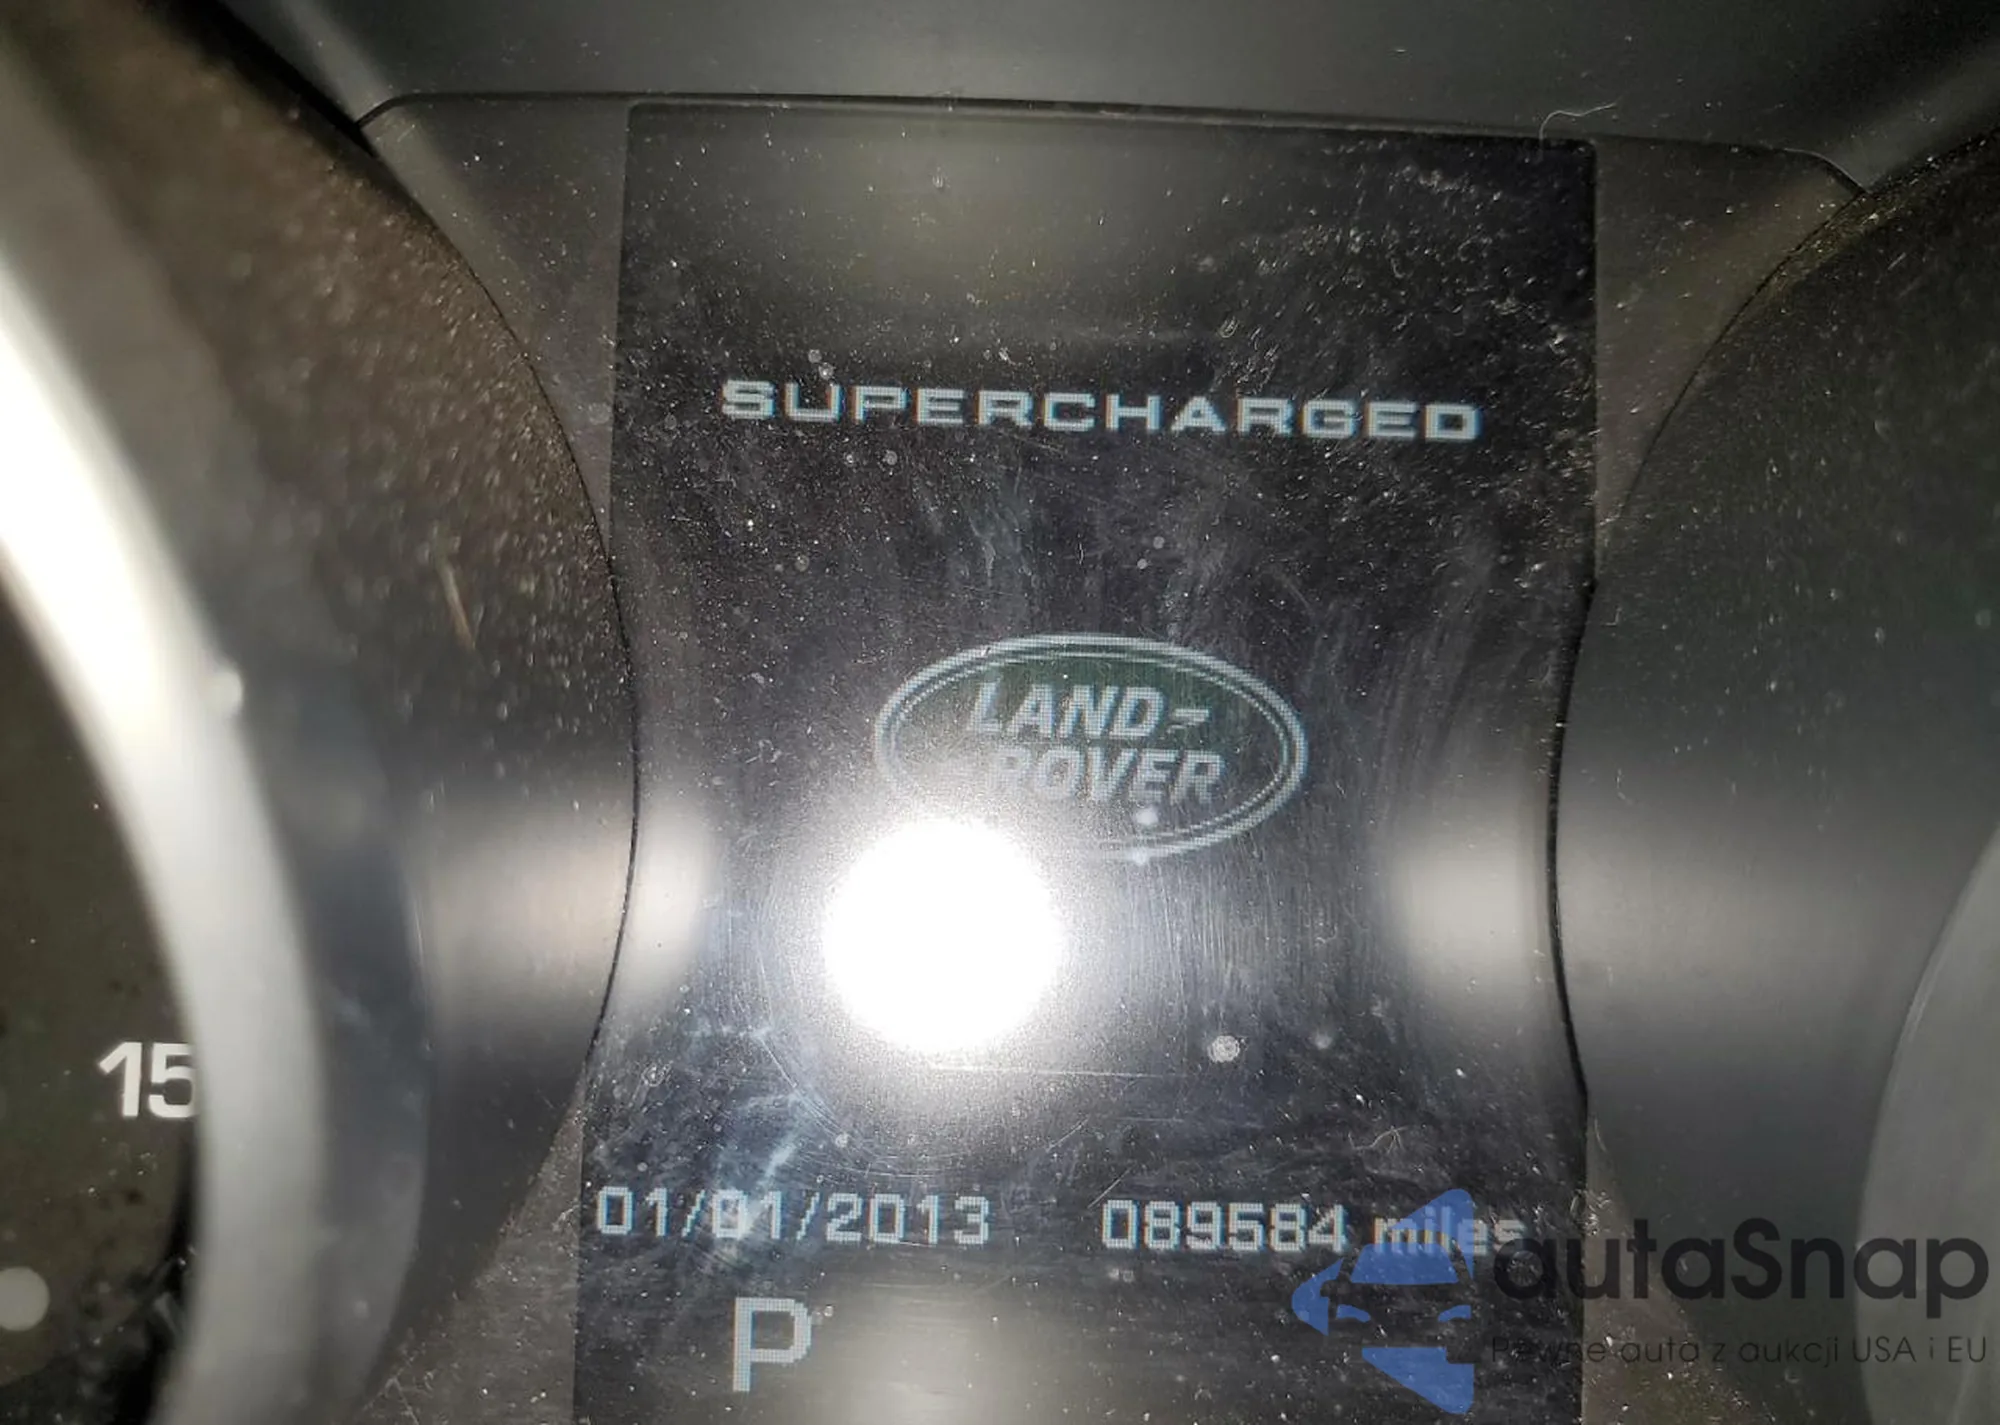 SUPERCHARGED
LAND-
ROVER
15
01/01/2013 089584 miles
P
autaSnap
Pewne auta z aukcji USA i EU